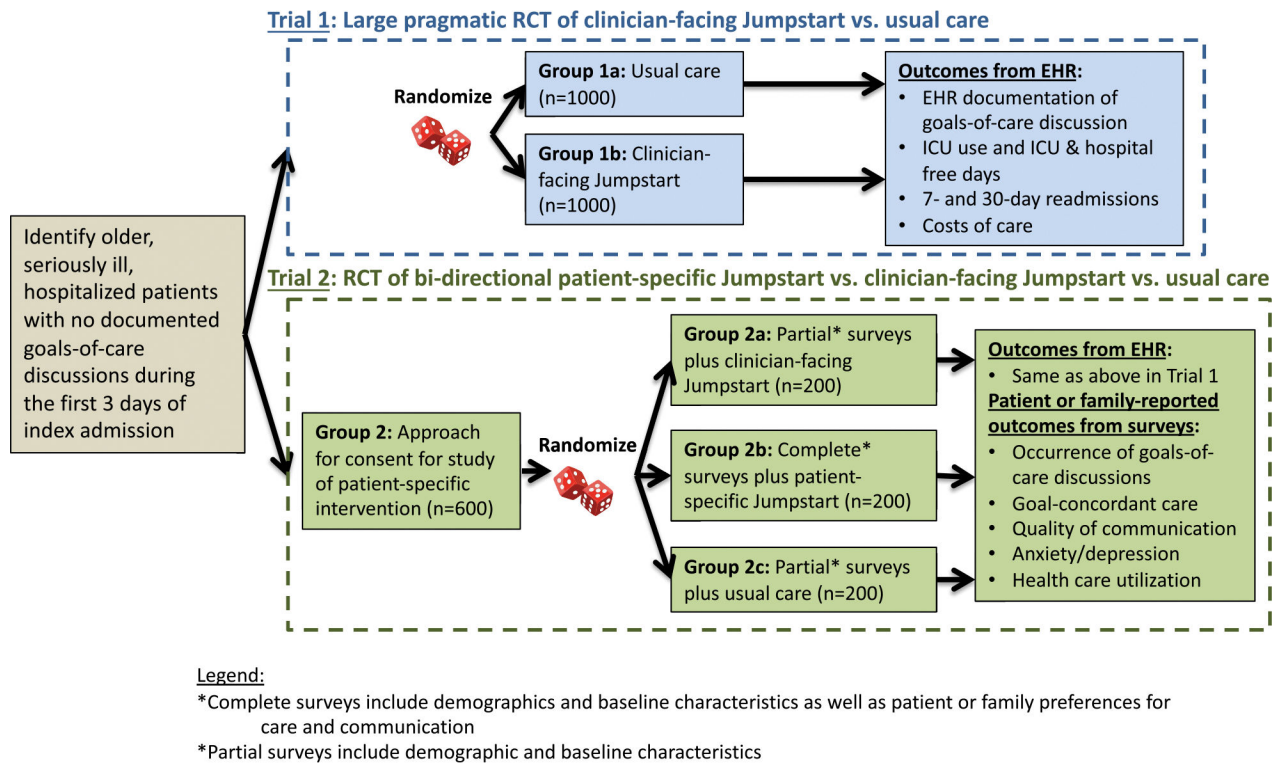 Trial 1: Large pragmatic RCT of clinician-facing Jumpstart vs. usual care
Randomize
Group 1a: Usual care
(n=1000)
Group 1b: Clinician-
facing Jumpstart
(n=1000)
Outcomes from EHR:
• EHR documentation of
goals-of-care discussion
• ICU use and ICU & hospital
free days
• 7- and 30-day readmissions
• Costs of care
Identify older,
seriously ill,
hospitalized patients
with no documented
goals-of-care
discussions during
the first 3 days of
index admission
Trial 2: RCT of bi-directional patient-specific Jumpstart vs. clinician-facing Jumpstart vs. usual care
Group 2: Approach
for consent for study
of patient-specific
intervention (n=600)
Randomize
Group 2a: Partial* surveys
plus clinician-facing
Jumpstart (n=200)
Group 2b: Complete*
surveys plus patient-
specific Jumpstart (n=200)
Group 2c: Partial* surveys
plus usual care (n=200)
Outcomes from EHR:
• Same as above in Trial 1
Patient or family-reported
outcomes from surveys:
• Occurrence of goals-of-
care discussions
• Goal-concordant care
• Quality of communication
• Anxiety/depression
• Health care utilization
Legend:
*Complete surveys include demographics and baseline characteristics as well as patient or family preferences for
care and communication
*Partial surveys include demographic and baseline characteristics